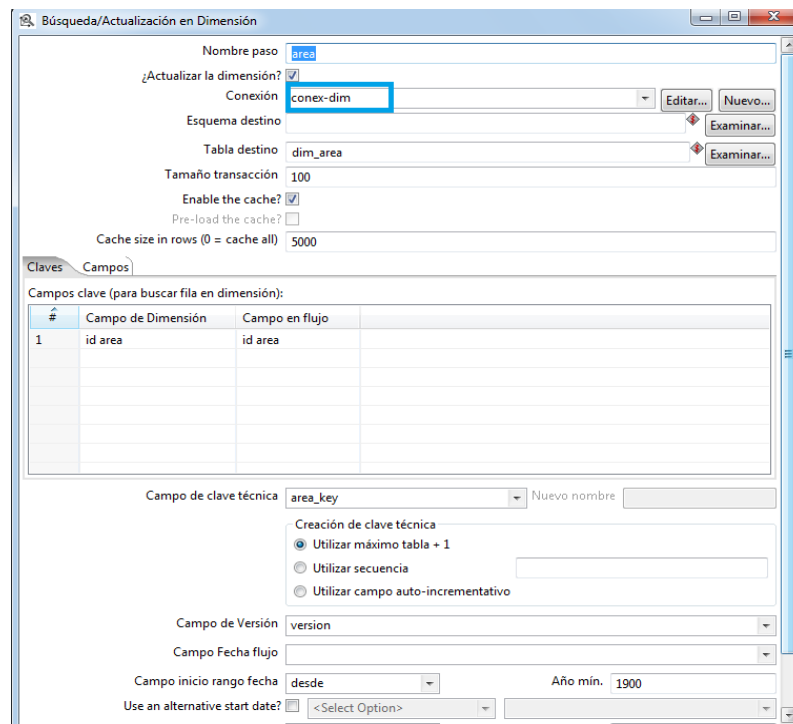 Búsqueda/Actualización en Dimensión
Nombre paso area
¿Actualizar la dimensión?
Conexión conex-dim Editar... Nuevo...
Esquema destino Examinar...
Tabla destino dim_area Examinar...
Tamaño transacción 100
Enable the cache?
Pre-load the cache?
Cache size in rows (0 = cache all) 5000
Claves Campos
Campos clave (para buscar fila en dimensión):
# Campo de Dimensión Campo en flujo
1 id area id area
Campo de clave técnica area_key Nuevo nombre
Creación de clave técnica
Utilizar máximo tabla + 1
Utilizar secuencia
Utilizar campo auto-incrementativo
Campo de Versión version
Campo Fecha flujo
Campo inicio rango fecha desde Año mín. 1900
Use an alternative start date? <Select Option>